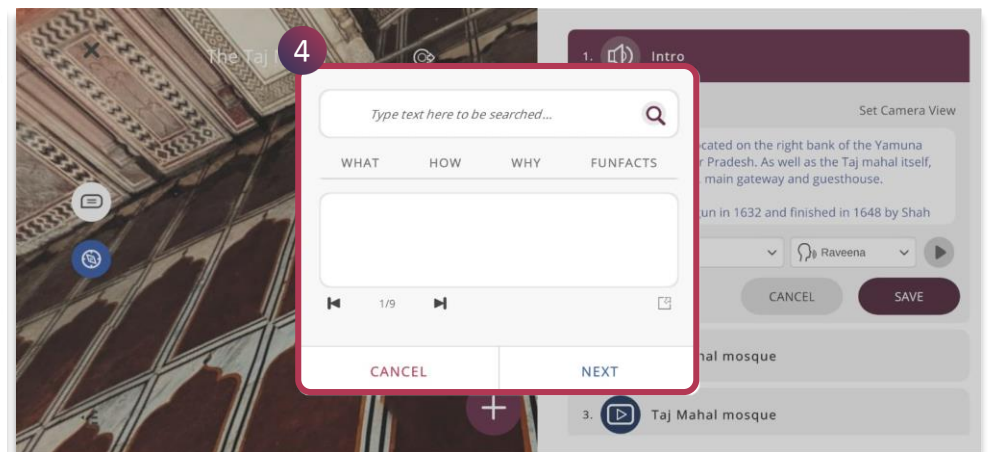 The Taj M
4
1. Intro
Type text here to be searched...
Set Camera View
WHAT HOW WHY FUNFACTS
cated on the right bank of the Yamuna
r Pradesh. As well as the Taj mahal itself,
main gateway and guesthouse.
un in 1632 and finished in 1648 by Shah
Raveena
1/9
CANCEL SAVE
CANCEL NEXT
hal mosque
3. Taj Mahal mosque